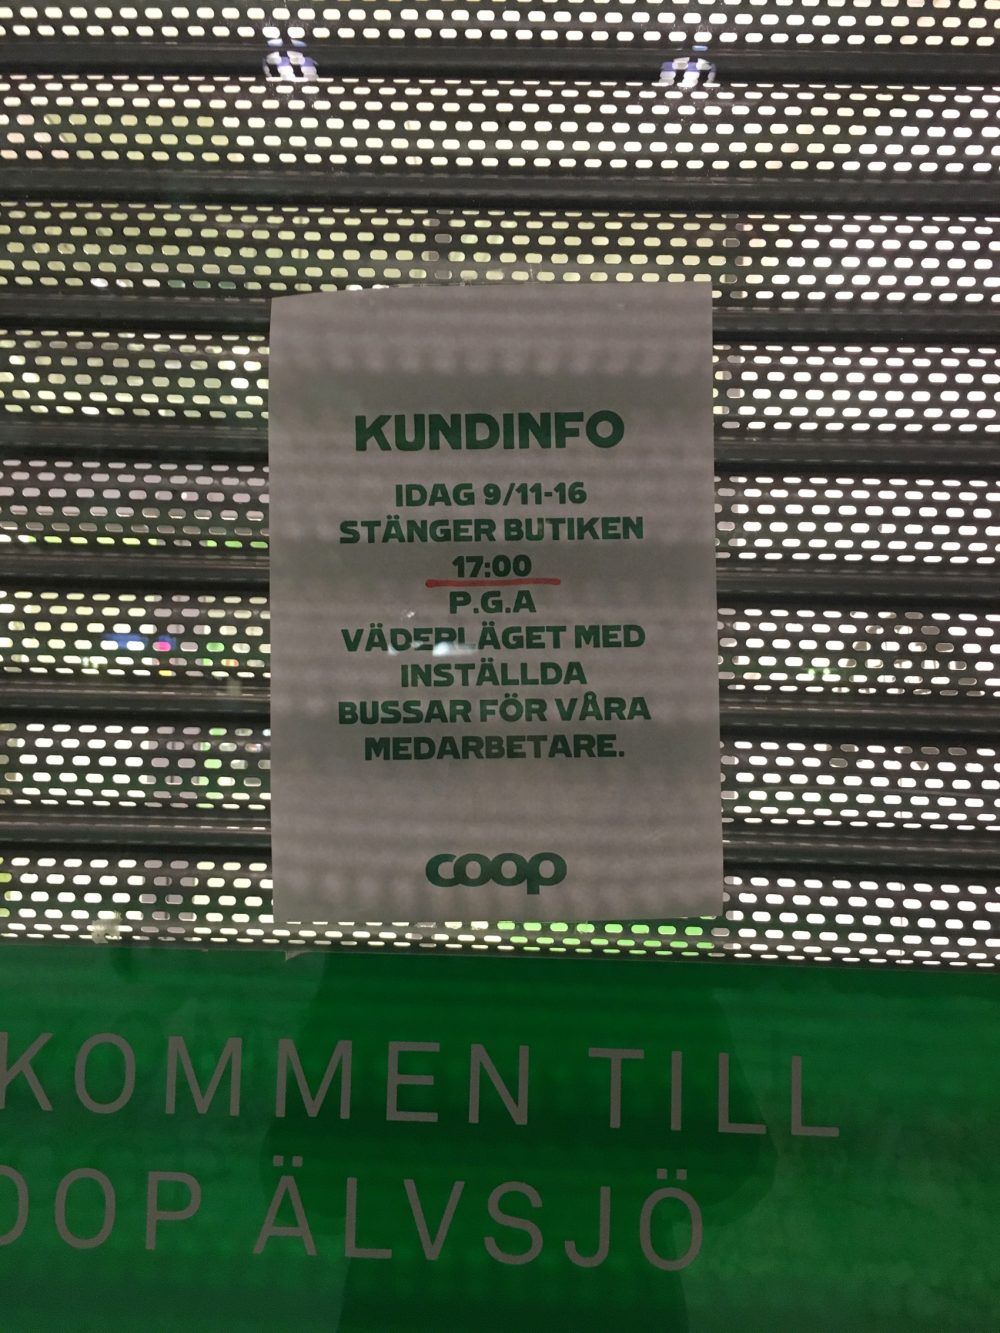 KUNDINFO
IDAG 9/11-16
STÄNGER BUTIKEN
17:00
P.G.A
VÄDERLÄGET MED
INSTÄLLDA
BUSSAR FÖR VÅRA
MEDARBETARE.
coop
KOMMEN TILL
OOP ÄLVSJÖ